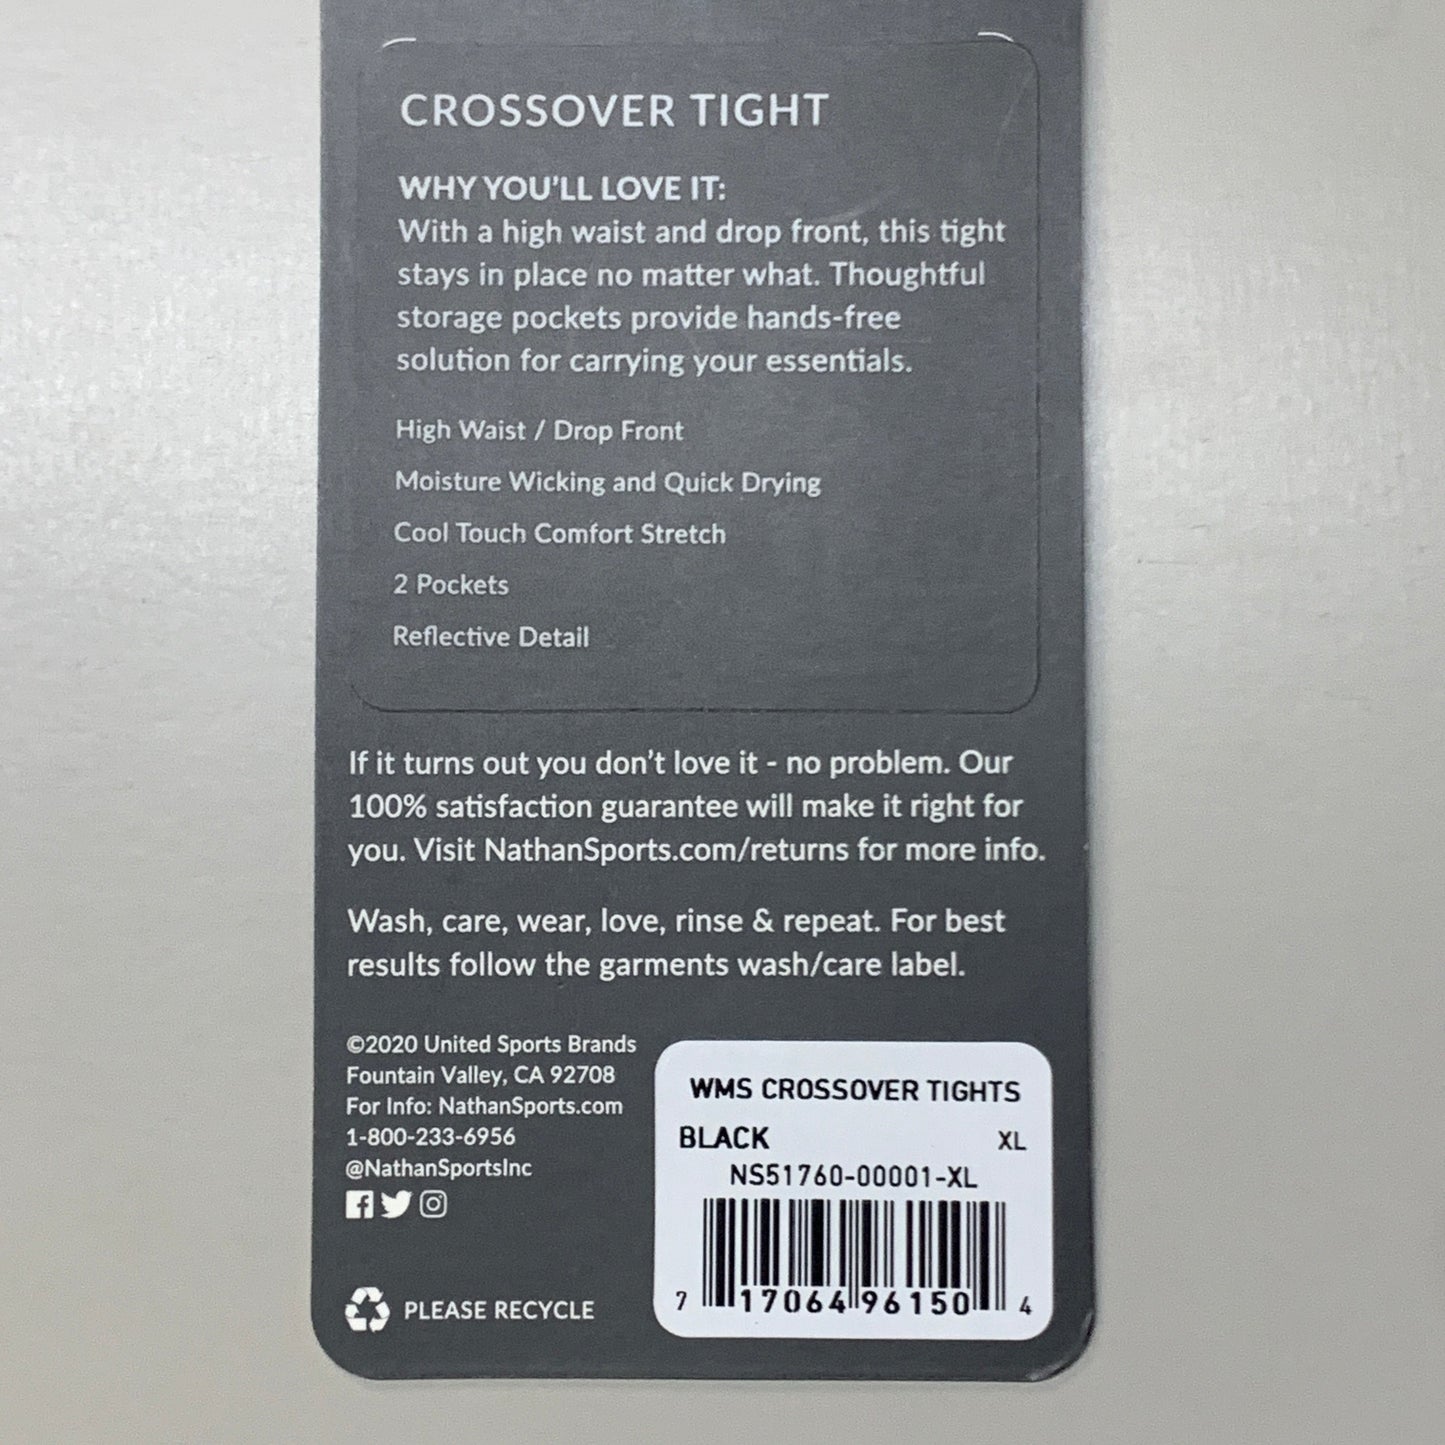 CROSSOVER TIGHT
WHY YOU'LL LOVE IT:
With a high waist and drop front, this tight
stays in place no matter what. Thoughtful
storage pockets provide hands-free
solution for carrying your essentials.
High Waist / Drop Front
Moisture Wicking and Quick Drying
Cool Touch Comfort Stretch
2 Pockets
Reflective Detail
If it turns out you don't love it - no problem. Our
100% satisfaction guarantee will make it right for
you. Visit NathanSports.com/returns for more info.
Wash, care, wear, love, rinse & repeat. For best
results follow the garments wash/care label.
©2020 United Sports Brands
Fountain Valley, CA 92708
For Info: NathanSports.com
1-800-233-6956
@NathanSportsInc
PLEASE RECYCLE
WMS CROSSOVER TIGHTS
BLACK XL
NS51760-00001-XL
7 17064 96150 4